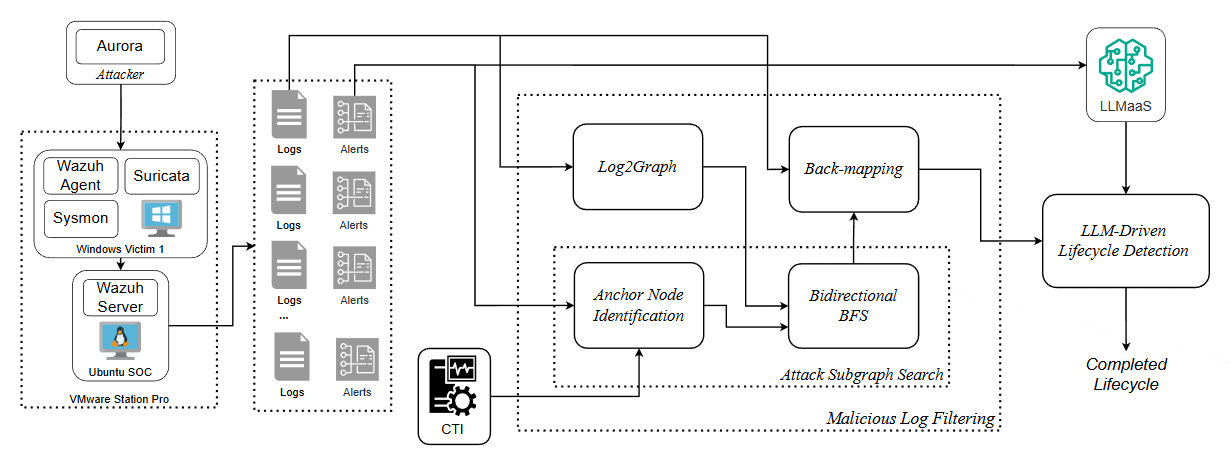 Aurora
Attacker
Wazuh
Agent
Suricata
Sysmon
Windows Victim 1
Wazuh
Server
Ubuntu SOC
VMware Station Pro
Logs
Alerts
Logs
Alerts
Logs
Alerts
...
Logs
Alerts
CTI
Log2Graph
Back-mapping
Anchor Node
Identification
Bidirectional
BFS
Attack Subgraph Search
Malicious Log Filtering
LLMaaS
LLM-Driven
Lifecycle Detection
Completed
Lifecycle